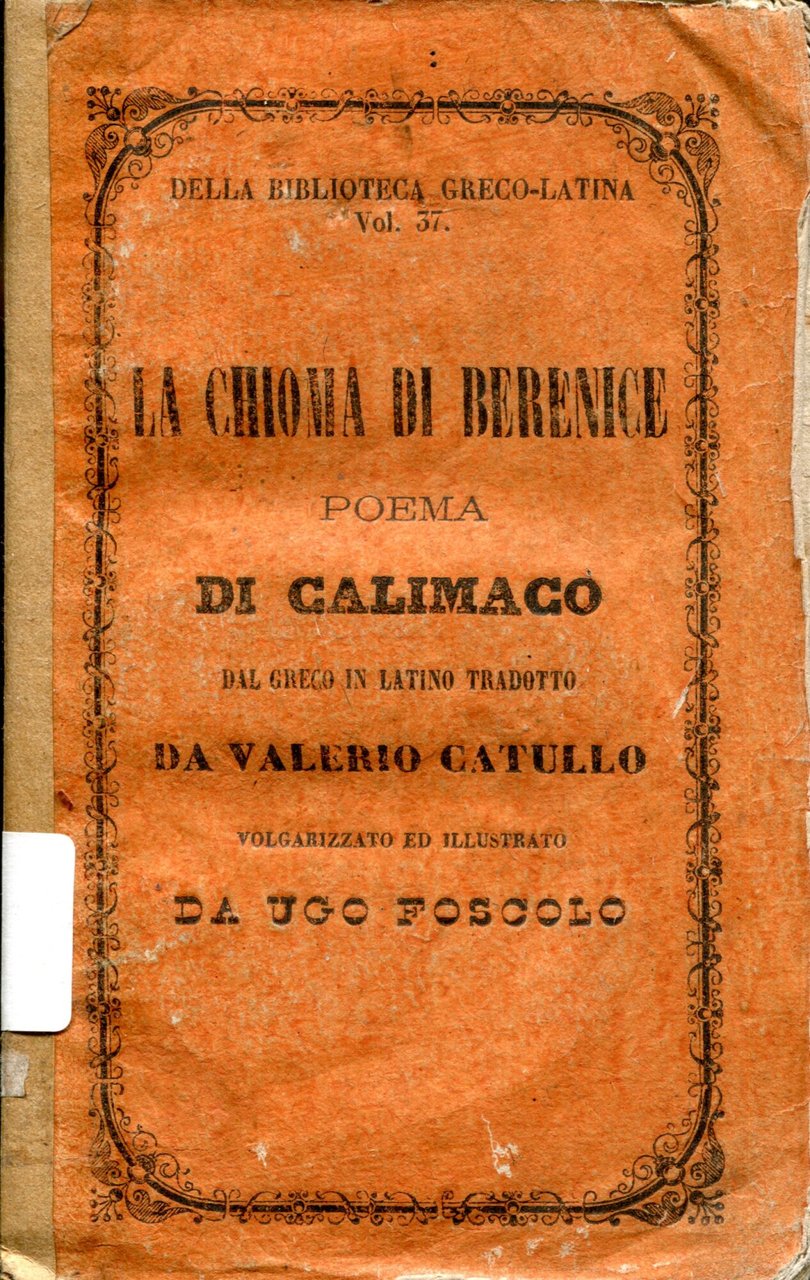 DELLA BIBLIOTECA GRECO-LATINA
Vol. 37.
LA CHIOMA DI BERENICE
POEMA
DI CALIMACO
DAL GRECO IN LATINO TRADOTTO
DA VALERIO CATULLO
VOLGARIZZATO ED ILLUSTRATO
DA UGO FOSCOLO